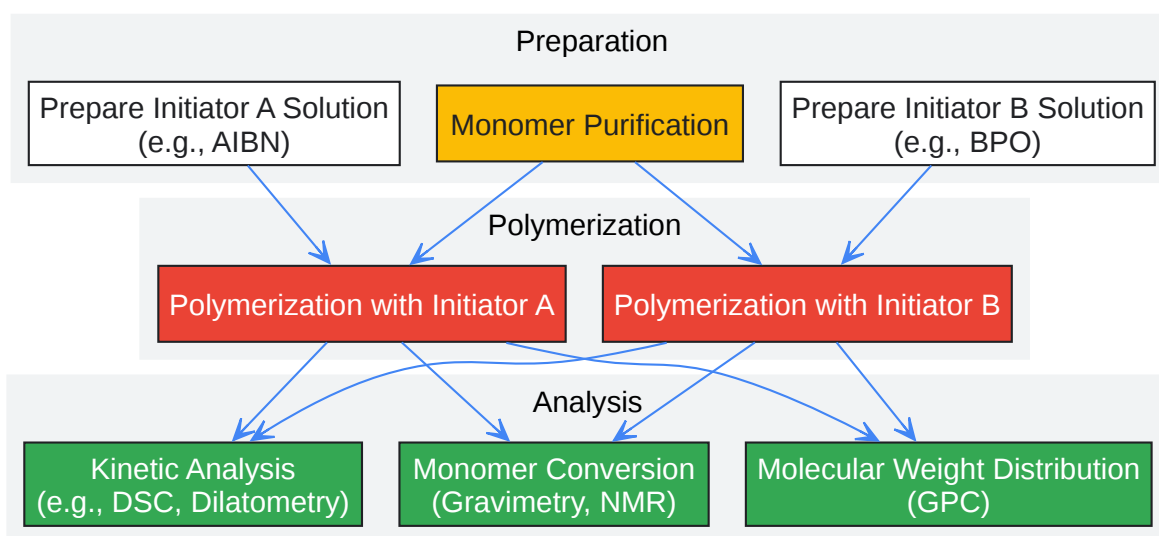 Preparation
Prepare Initiator A Solution
(e.g., AIBN)
Monomer Purification
Prepare Initiator B Solution
(e.g., BPO)
Polymerization
Polymerization with Initiator A
Polymerization with Initiator B
Analysis
Kinetic Analysis
(e.g., DSC, Dilatometry)
Monomer Conversion
(Gravimetry, NMR)
Molecular Weight Distribution
(GPC)